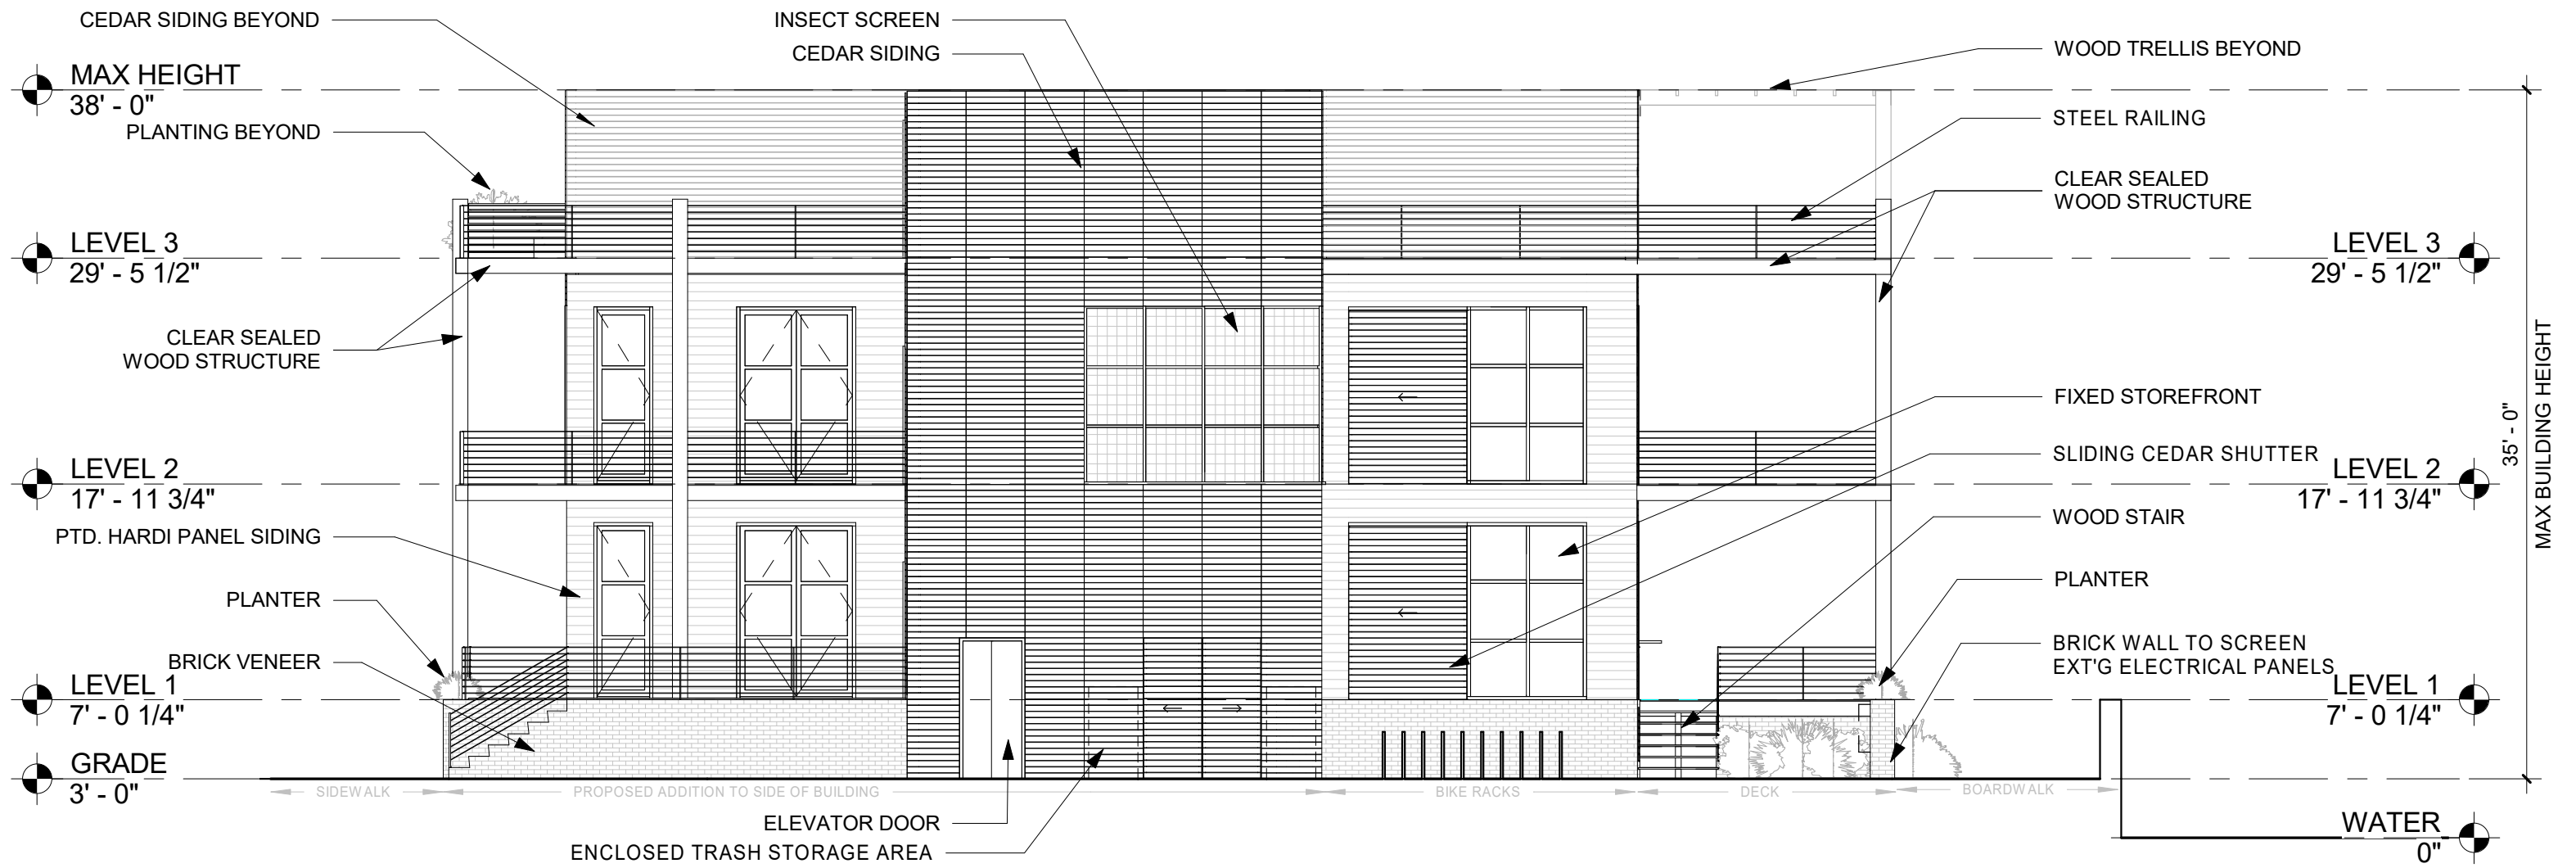 CEDAR SIDING BEYOND
INSECT SCREEN
CEDAR SIDING
WOOD TRELLIS BEYOND
MAX HEIGHT
38' - 0"
PLANTING BEYOND
STEEL RAILING
CLEAR SEALED
WOOD STRUCTURE
LEVEL 3
29' - 5 1/2"
LEVEL 3
29' - 5 1/2"
CLEAR SEALED
WOOD STRUCTURE
35' - 0"
MAX BUILDING HEIGHT
FIXED STOREFRONT
SLIDING CEDAR SHUTTER
LEVEL 2
17' - 11 3/4"
LEVEL 2
17' - 11 3/4"
WOOD STAIR
PTD. HARDI PANEL SIDING
PLANTER
PLANTER
BRICK WALL TO SCREEN
EXT'G ELECTRICAL PANELS
BRICK VENEER
LEVEL 1
7' - 0 1/4"
LEVEL 1
7' - 0 1/4"
GRADE
3' - 0"
SIDEWALK
PROPOSED ADDITION TO SIDE OF BUILDING
BIKE RACKS
DECK
BOARDWALK
ELEVATOR DOOR
ENCLOSED TRASH STORAGE AREA
WATER
0"